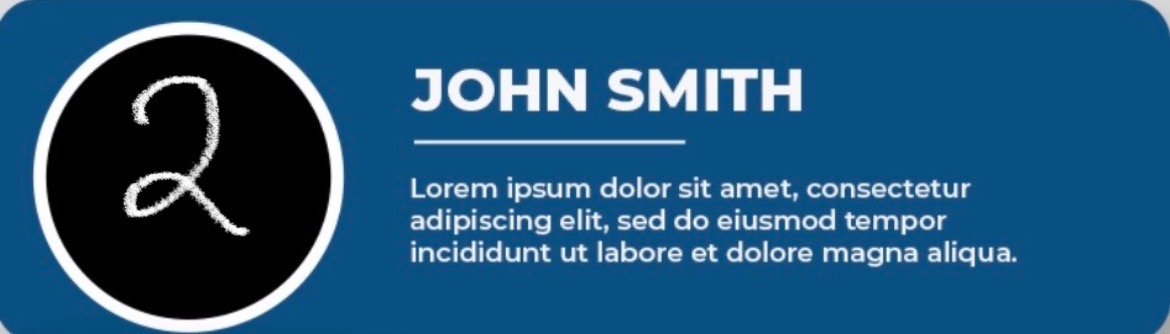 2
JOHN SMITH
Lorem ipsum dolor sit amet, consectetur
adipiscing elit, sed do eiusmod tempor
incididunt ut labore et dolore magna aliqua.